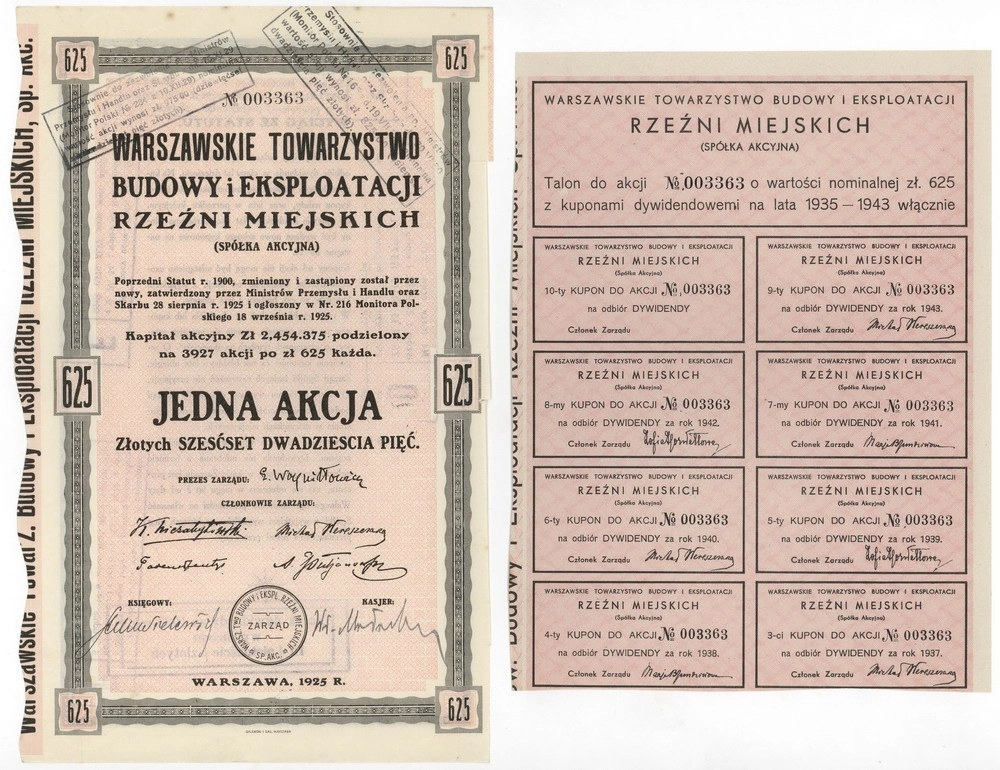 625
625
№ 003363
WARSZAWSKIE TOWARZYSTWO
BUDOWY i EKSPLOATACJI
RZEŹNI MIEJSKICH
(SPÓŁKA AKCYJNA)
Poprzedni Statut r. 1900, zmieniony i zastąpiony został przez
nowy, zatwierdzony przez Ministrów Przemysłu i Handlu oraz
Skarbu 28 sierpnia r. 1925 i ogłoszony w Nr. 216 Monitora Pol-
skiego 18 września r. 1925.
Kapitał akcyjny Zł 2,454.375 podzielony
na 3927 akcji po zł 625 każda.
625
625
JEDNA AKCJA
Złotych SZEŚĆSET DWADZIESCIA PIĘĆ.
PREZES ZARZĄDU:
CZŁONKOWIE ZARZĄDU:
KSIĘGOWY:
KASJER:
ZARZĄD
WARSZAWA, 1925 R.
625
625
WARSZAWSKIE TOWARZYSTWO BUDOWY I EKSPLOATACJI
RZEŹNI MIEJSKICH
(SPÓŁKA AKCYJNA)
Talon do akcji №.003363 o wartości nominalnej zł. 625
z kuponami dywidendowemi na lata 1935 — 1943 włącznie
WARSZAWSKIE TOWARZYSTWO BUDOWY I EKSPLOATACJI
RZEŹNI MIEJSKICH
(Spółka Akcyjna)
10-ty KUPON DO AKCJI №.003363
na odbiór DYWIDENDY
Członek Zarządu
WARSZAWSKIE TOWARZYSTWO BUDOWY I EKSPLOATACJI
RZEŹNI MIEJSKICH
(Spółka Akcyjna)
9-ty KUPON DO AKCJI № 003363
na odbiór DYWIDENDY za rok 1943.
Członek Zarządu
WARSZAWSKIE TOWARZYSTWO BUDOWY I EKSPLOATACJI
RZEŹNI MIEJSKICH
(Spółka Akcyjna)
8-my KUPON DO AKCJI № 003363
na odbiór DYWIDENDY za rok 1942.
Członek Zarządu
WARSZAWSKIE TOWARZYSTWO BUDOWY I EKSPLOATACJI
RZEŹNI MIEJSKICH
(Spółka Akcyjna)
7-my KUPON DO AKCJI № 003363
na odbiór DYWIDENDY za rok 1941.
Członek Zarządu
WARSZAWSKIE TOWARZYSTWO BUDOWY I EKSPLOATACJI
RZEŹNI MIEJSKICH
(Spółka Akcyjna)
6-ty KUPON DO AKCJI № 003363
na odbiór DYWIDENDY za rok 1940.
Członek Zarządu
WARSZAWSKIE TOWARZYSTWO BUDOWY I EKSPLOATACJI
RZEŹNI MIEJSKICH
(Spółka Akcyjna)
5-ty KUPON DO AKCJI № 003363
na odbiór DYWIDENDY za rok 1939.
Członek Zarządu
WARSZAWSKIE TOWARZYSTWO BUDOWY I EKSPLOATACJI
RZEŹNI MIEJSKICH
(Spółka Akcyjna)
4-ty KUPON DO AKCJI № 003363
na odbiór DYWIDENDY za rok 1938.
Członek Zarządu
WARSZAWSKIE TOWARZYSTWO BUDOWY I EKSPLOATACJI
RZEŹNI MIEJSKICH
(Spółka Akcyjna)
3-ci KUPON DO AKCJI № 003363
na odbiór DYWIDENDY za rok 1937.
Członek Zarządu